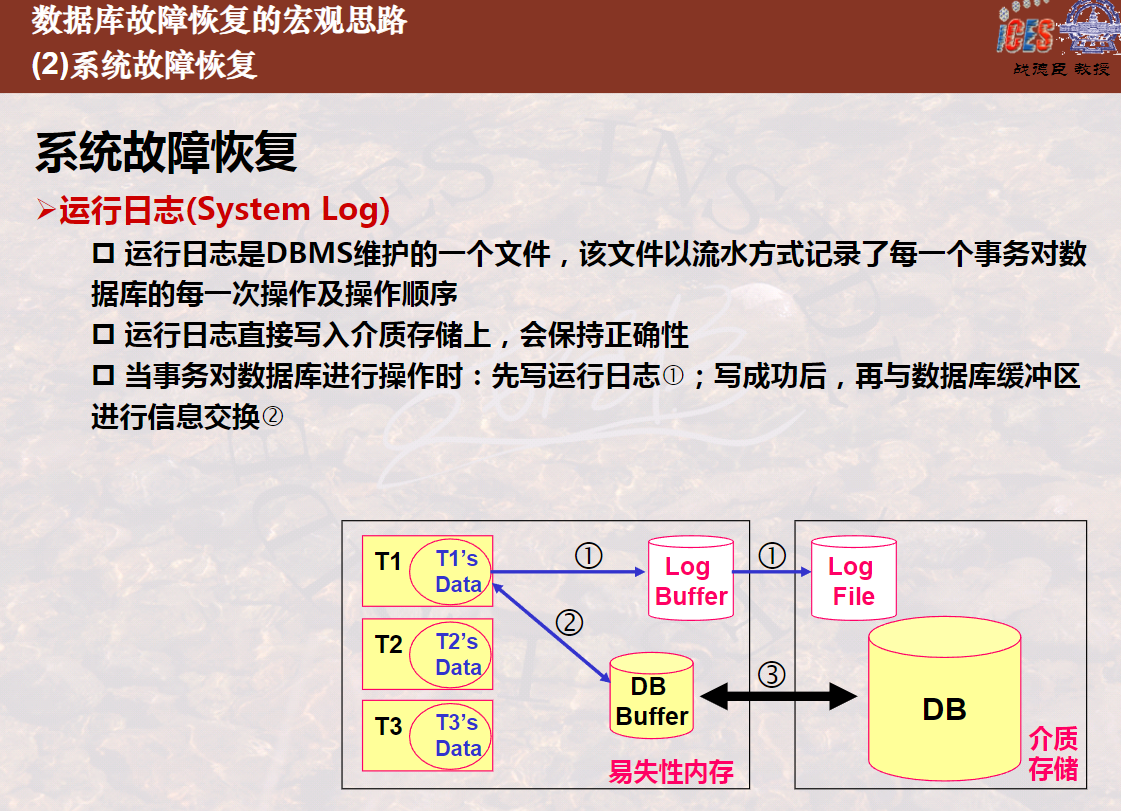 数据库故障恢复的宏观思路
(2)系统故障恢复
iCES
战德臣 教授
系统故障恢复
➢运行日志(System Log)
❑ 运行日志是DBMS维护的一个文件，该文件以流水方式记录了每一个事务对数
据库的每一次操作及操作顺序
❑ 运行日志直接写入介质存储上，会保持正确性
❑ 当事务对数据库进行操作时：先写运行日志①；写成功后，再与数据库缓冲区
进行信息交换②
T1
T1's
Data
①
Log
Buffer
①
Log
File
T2
T2's
Data
②
DB
Buffer
③
DB
T3
T3's
Data
易失性内存
介质
存储